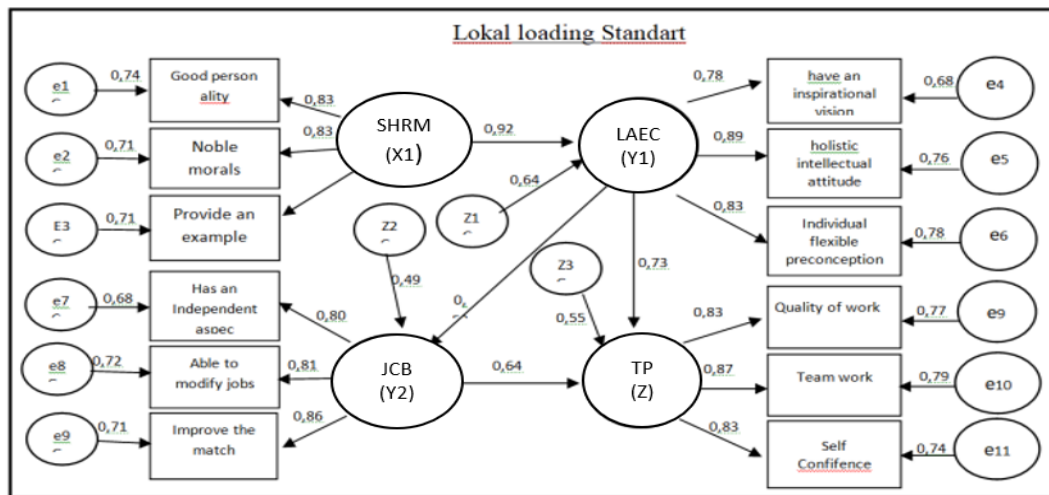 Lokal loading Standart
e1
0,74
Good person
ality
0,83
SHRM
(X1)
0,92
LAEC
(Y1)
0,78
have an
inspirational
vision
0,68
e4
e2
0,71
Noble
morals
0,83
0,89
holistic
intellectual
attitude
0,76
e5
E3
0,71
Provide an
example
Z2
Z1
0,64
0,83
Individual
flexible
preconception
0,78
e6
0,49
Z3
0,73
e7
0,68
Has an
Independent
aspec
0,80
0,
0,55
0,83
Quality of work
0,77
e9
e8
0,72
Able to
modify jobs
0,81
JCB
(Y2)
0,64
TP
(Z)
0,87
Team work
0,79
e10
e9
0,71
Improve the
match
0,86
0,83
Self
Confifence
0,74
e11